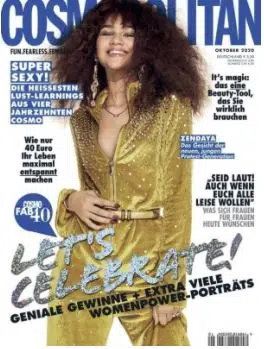 COSMOPOLITAN
FUN. FEARLESS.
OKTOBER 2020
SUPER
SEXY!
DIE HEISSESTEN
LUST-LEARNINGS
AUS VIER
JAHRZEHNTEN
COSMO
It's magic:
das eine
Beauty-Tool,
das Sie
wirklich
brauchen
Wie nur
40 Euro
Ihr Leben
maximal
entspannt
machen
ZENDAYA
Das Gesicht der
neuen, jungen
Protest-Generation
„SEID LAUT!
AUCH WENN
EUCH ALLE
LEISE WOLLEN"
WAS SICH FRAUEN
FÜR FRAUEN
HEUTE WÜNSCHEN
COSMO
FAB
40
LET'S
CELEBRATE!
GENIALE GEWINNE + EXTRA VIELE
WOMENPOWER-PORTRÄTS